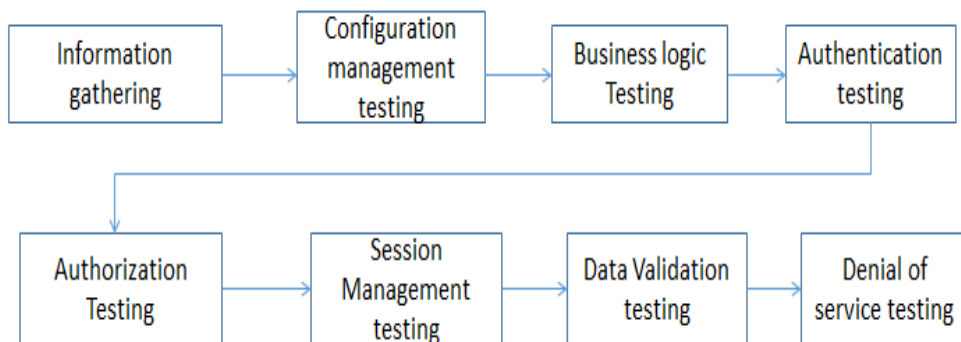 Information
gathering
Configuration
management
testing
Business logic
Testing
Authentication
testing
Authorization
Testing
Session
Management
testing
Data Validation
testing
Denial of
service testing